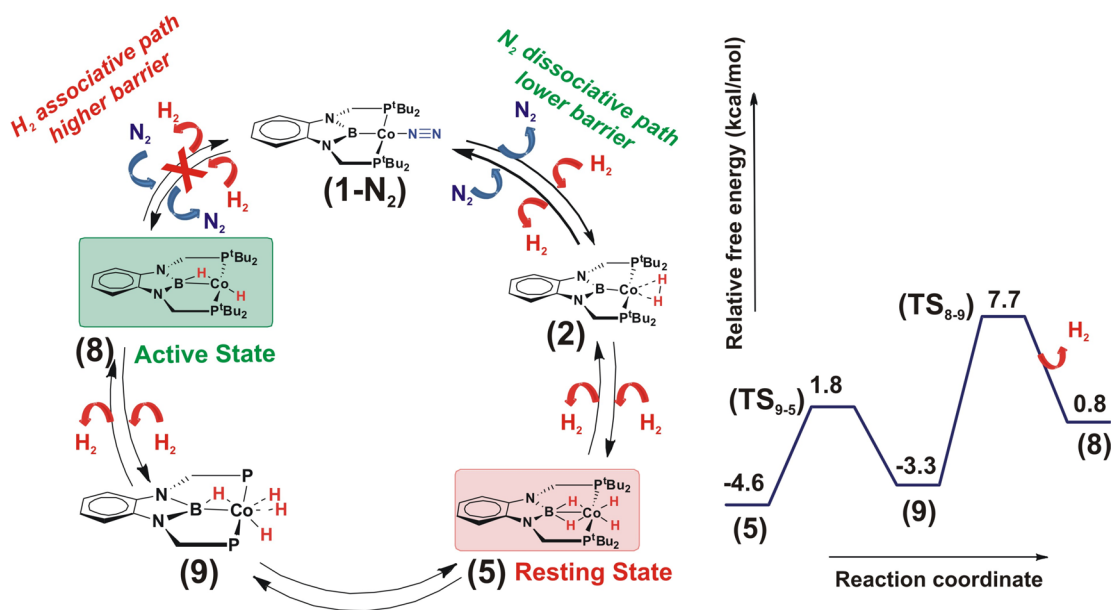 H₂ associative path
higher barrier
N₂ dissociative path
lower barrier
N₂
H₂
H₂
N₂
N
B
N
PᵗBu₂
Co
N≡N
PᵗBu₂
(1-N₂)
N₂
H₂
N₂
H₂
N
B
N
H
Co
H
PᵗBu₂
PᵗBu₂
(8)
Active State
N
B
N
PᵗBu₂
Co
H
H
PᵗBu₂
(2)
H₂
H₂
H₂
H₂
N
B
N
H
P
Co
H
H
H
P
(9)
N
B
N
H
H
PᵗBu₂
Co
H
H
PᵗBu₂
(5)
Resting State
Relative free energy (kcal/mol)
(TS₈₋₉)
7.7
H₂
(TS₉₋₅)
1.8
0.8
(8)
-3.3
(9)
-4.6
(5)
Reaction coordinate